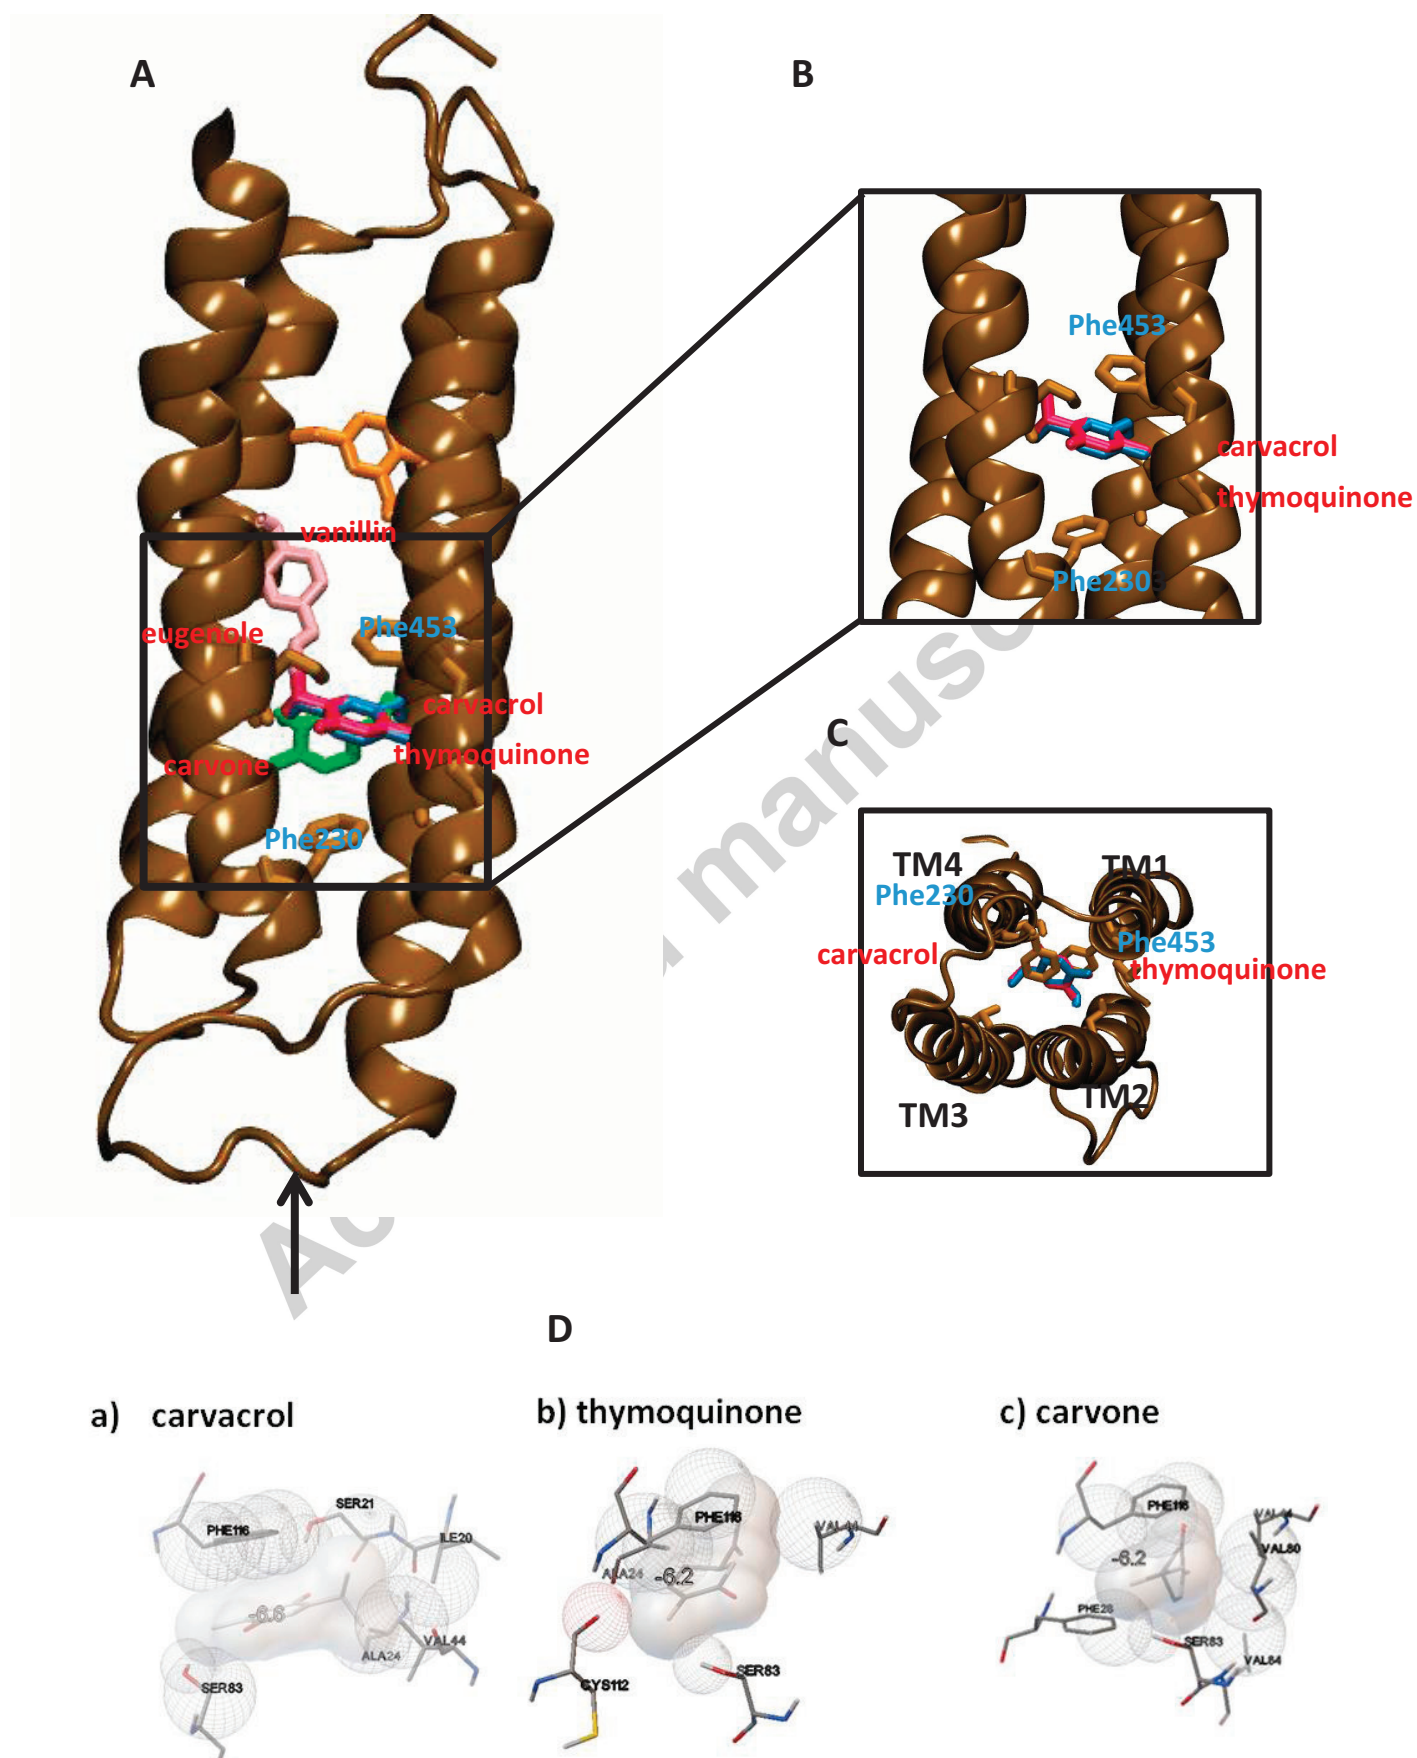 A
B
Phe453
carvacrol
thymoquinone
Phe2303
vanillin
eugenole
Phe453
carvacrol
thymoquinone
carvone
Phe230
C
TM4
TM1
Phe230
Phe453
carvacrol
thymoquinone
TM2
TM3
D
a) carvacrol
b) thymoquinone
c) carvone
PHE116
SER21
ILE20
-6.6
ALA24
VAL44
SER83
PHE116
VAL44
ALA24
-6.2
CYS112
SER83
PHE116
VAL44
VAL80
-6.2
PHE28
SER83
VAL84
manusc